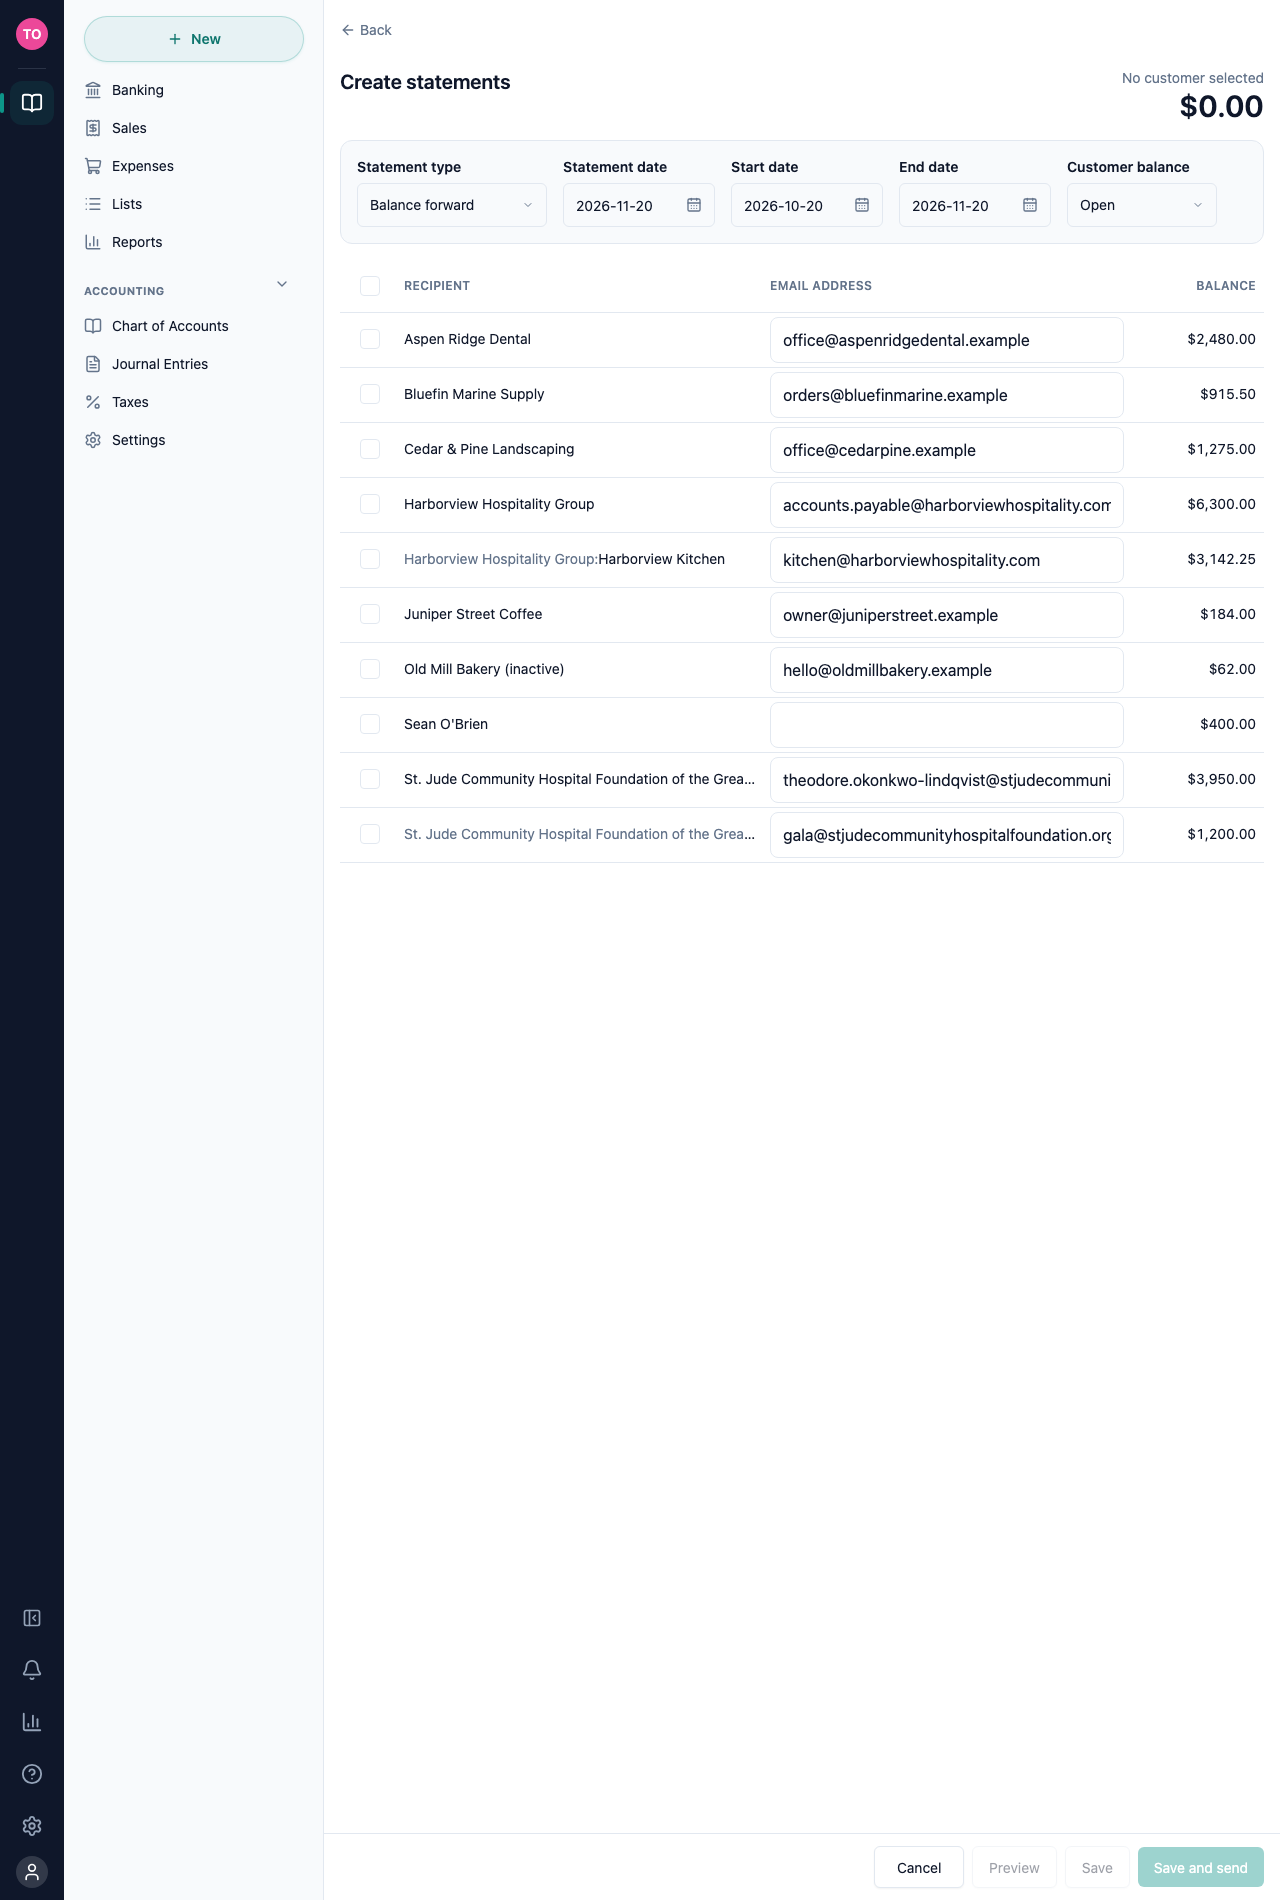 TO
New
Banking
Sales
Expenses
Lists
Reports
ACCOUNTING
Chart of Accounts
Journal Entries
Taxes
Settings
Back
Create statements
No customer selected
$0.00
Statement type
Statement date
Start date
End date
Customer balance
Balance forward
2026-11-20
2026-10-20
2026-11-20
Open
RECIPIENT
EMAIL ADDRESS
BALANCE
Aspen Ridge Dental
office@aspenridgedental.example
$2,480.00
Bluefin Marine Supply
orders@bluefinmarine.example
$915.50
Cedar & Pine Landscaping
office@cedarpine.example
$1,275.00
Harborview Hospitality Group
accounts.payable@harborviewhospitality.com
$6,300.00
Harborview Hospitality Group:Harborview Kitchen
kitchen@harborviewhospitality.com
$3,142.25
Juniper Street Coffee
owner@juniperstreet.example
$184.00
Old Mill Bakery (inactive)
hello@oldmillbakery.example
$62.00
Sean O'Brien
$400.00
St. Jude Community Hospital Foundation of the Grea...
theodore.okonkwo-lindqvist@stjudecommuni
$3,950.00
St. Jude Community Hospital Foundation of the Grea...
gala@stjudecommunityhospitalfoundation.org
$1,200.00
Cancel
Preview
Save
Save and send